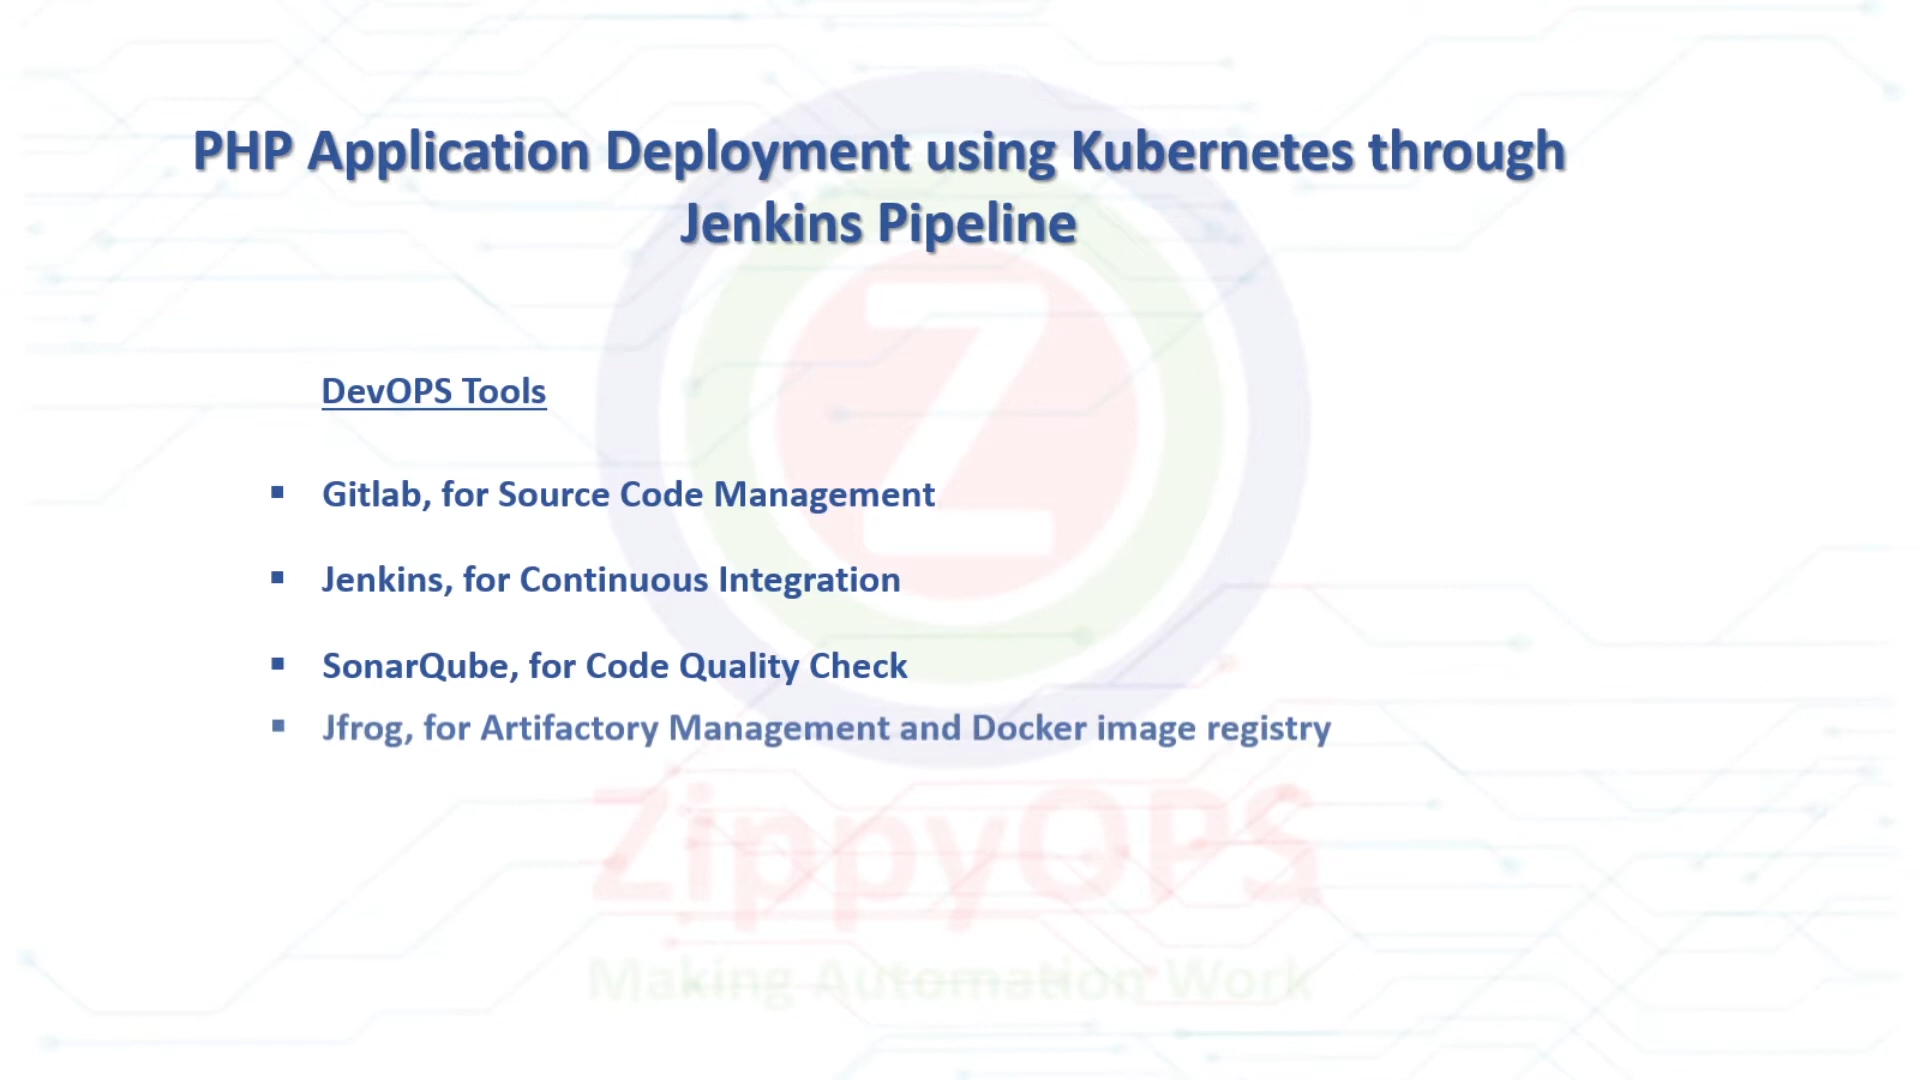 PHP Application Deployment using Kubernetes through
Jenkins Pipeline
DevOPS Tools
▪ Gitlab, for Source Code Management
▪ Jenkins, for Continuous Integration
▪ SonarQube, for Code Quality Check
▪ Jfrog, for Artifactory Management and Docker image registry
Z
ZippyOPS
Making Automation Work